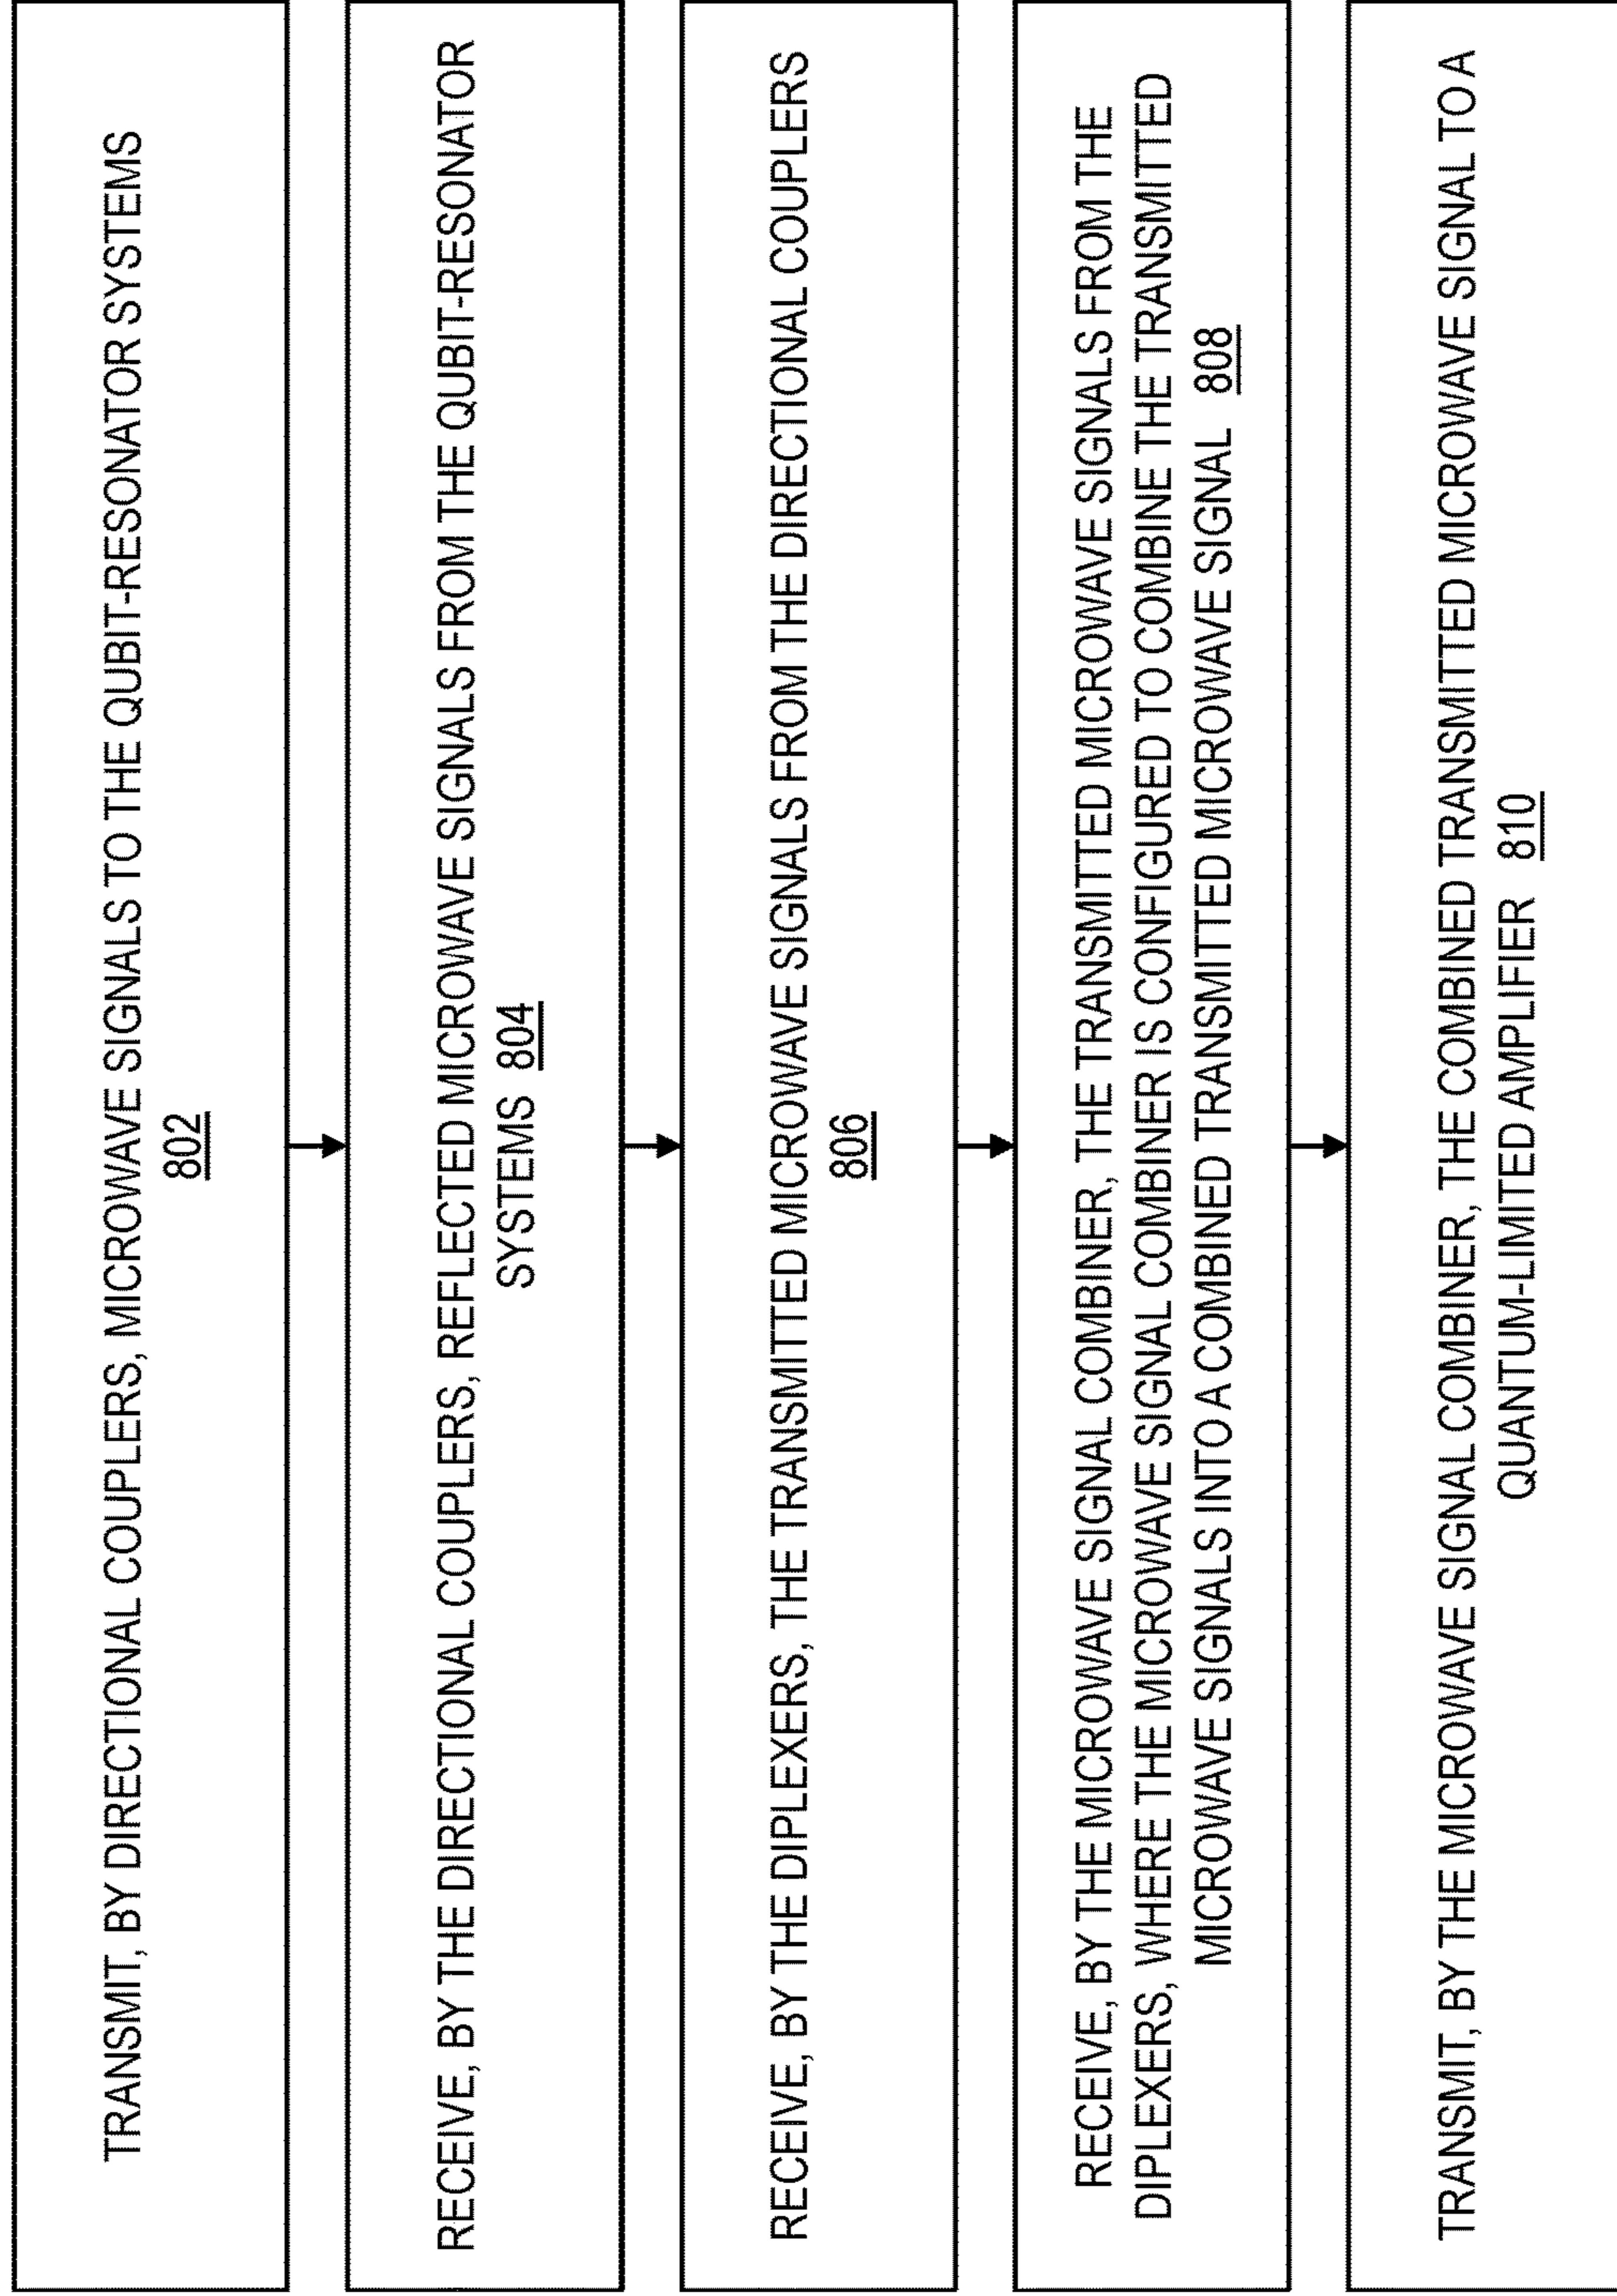 TRANSMIT, BY DIRECTIONAL COUPLERS, MICROWAVE SIGNALS TO THE QUBIT-RESONATOR SYSTEMS
802
RECEIVE, BY THE DIRECTIONAL COUPLERS, REFLECTED MICROWAVE SIGNALS FROM THE QUBIT-RESONATOR
SYSTEMS 804
RECEIVE, BY THE DIPLEXERS, THE TRANSMITTED MICROWAVE SIGNALS FROM THE DIRECTIONAL COUPLERS
806
RECEIVE, BY THE MICROWAVE SIGNAL COMBINER, THE TRANSMITTED MICROWAVE SIGNALS FROM THE
DIPLEXERS, WHERE THE MICROWAVE SIGNAL COMBINER IS CONFIGURED TO COMBINE THE TRANSMITTED
MICROWAVE SIGNALS INTO A COMBINED TRANSMITTED MICROWAVE SIGNAL 808
TRANSMIT, BY THE MICROWAVE SIGNAL COMBINER, THE COMBINED TRANSMITTED MICROWAVE SIGNAL TO A
QUANTUM-LIMITED AMPLIFIER 810